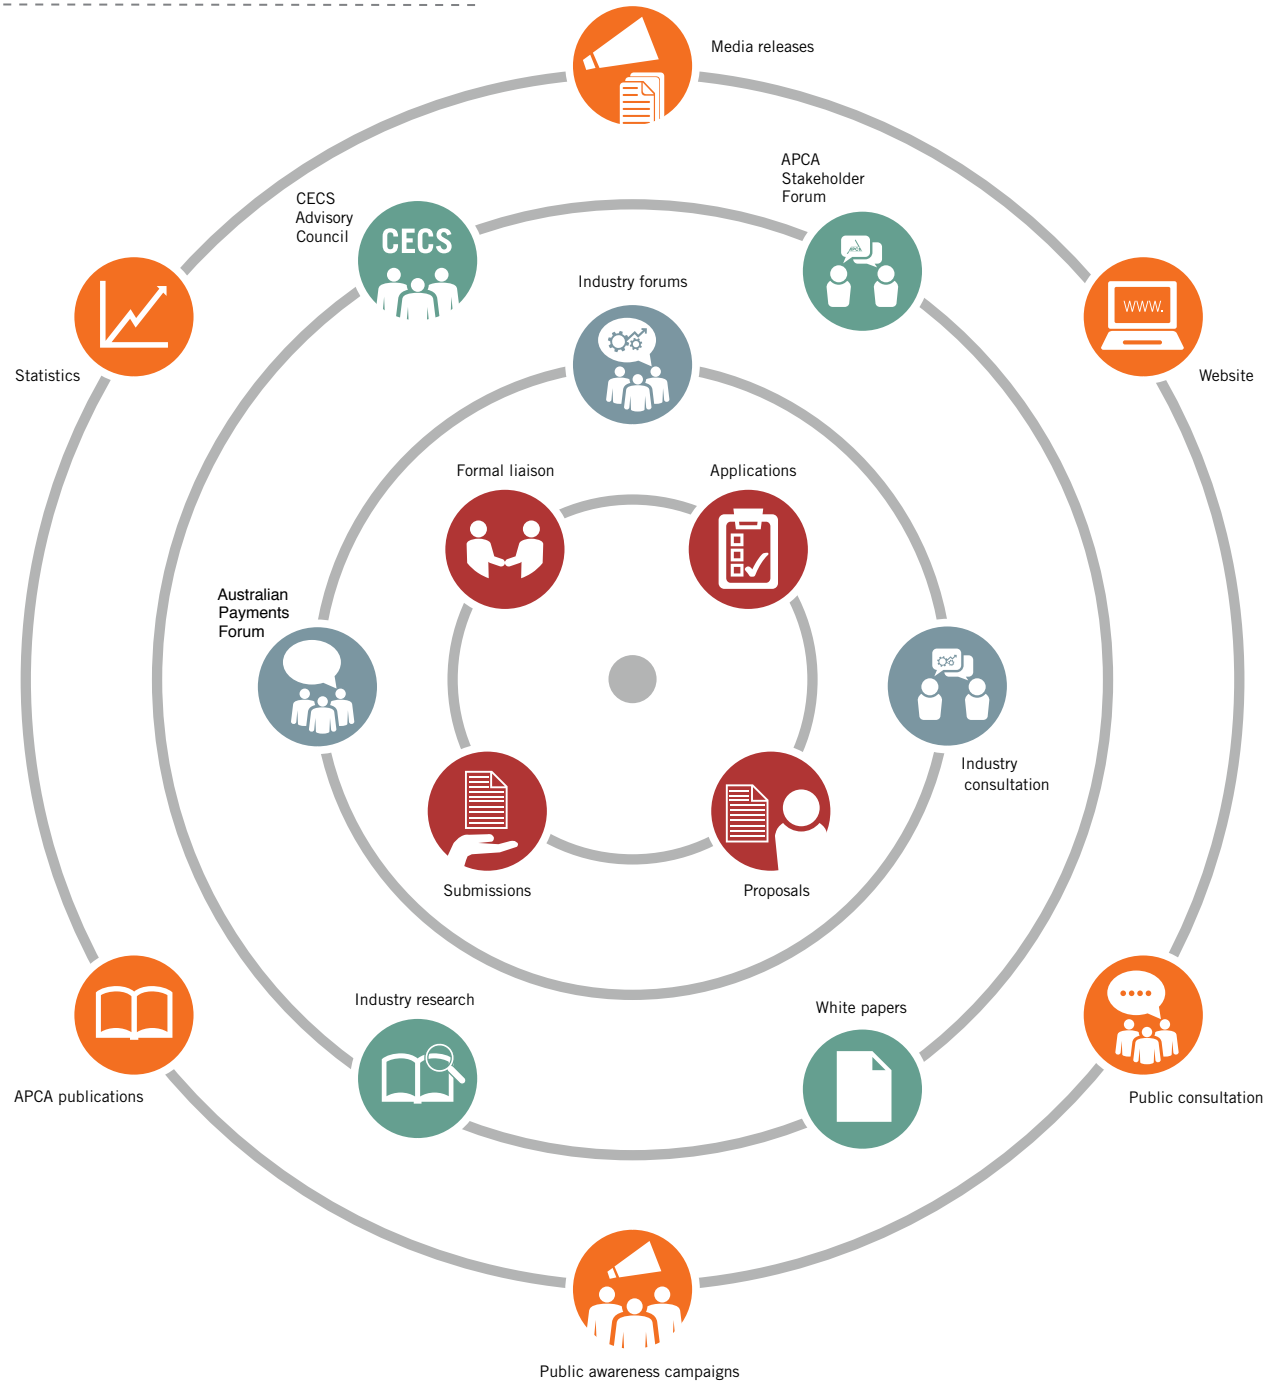 Media releases
APCA
Stakeholder
Forum
CECS
Advisory
Council
CECS
APCA
Industry forums
WWW.
Statistics
Website
Formal liaison
Applications
Australian
Payments
Forum
Industry
consultation
Submissions
Proposals
Industry research
White papers
APCA publications
Public consultation
Public awareness campaigns